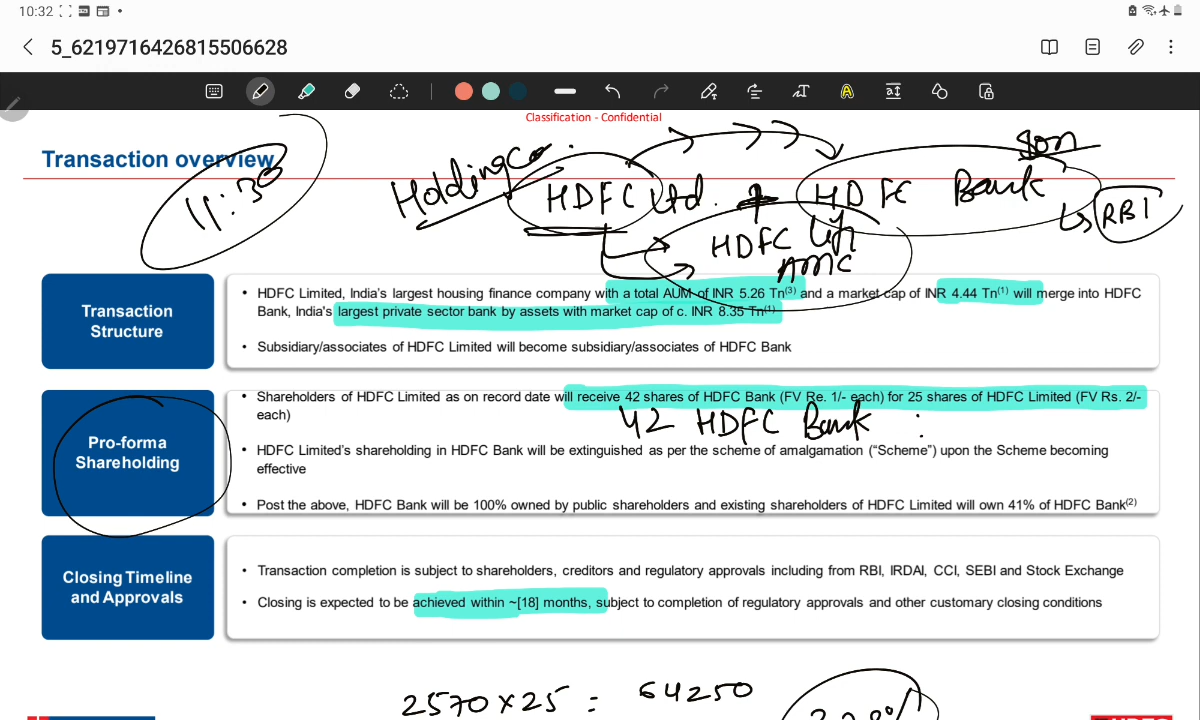 10:32
5_6219716426815506628
Classification - Confidential
Transaction overview
11:30
Holding Co.
HDFC Ltd. + HDFC Bank
son
RBI
HDFC Life
AMC
Transaction Structure
• HDFC Limited, India's largest housing finance company with a total AUM of INR 5.26 Tn(3) and a market cap of INR 4.44 Tn(1) will merge into HDFC
Bank, India's largest private sector bank by assets with market cap of c. INR 8.35 Tn(1)
• Subsidiary/associates of HDFC Limited will become subsidiary/associates of HDFC Bank
Pro-forma
Shareholding
• Shareholders of HDFC Limited as on record date will receive 42 shares of HDFC Bank (FV Re. 1/- each) for 25 shares of HDFC Limited (FV Rs. 2/-
each)
42 HDFC Bank :
• HDFC Limited's shareholding in HDFC Bank will be extinguished as per the scheme of amalgamation ("Scheme") upon the Scheme becoming
effective
• Post the above, HDFC Bank will be 100% owned by public shareholders and existing shareholders of HDFC Limited will own 41% of HDFC Bank(2)
Closing Timeline
and Approvals
• Transaction completion is subject to shareholders, creditors and regulatory approvals including from RBI, IRDAI, CCI, SEBI and Stock Exchange
• Closing is expected to be achieved within ~[18] months, subject to completion of regulatory approvals and other customary closing conditions
2570 x 25 = 64250